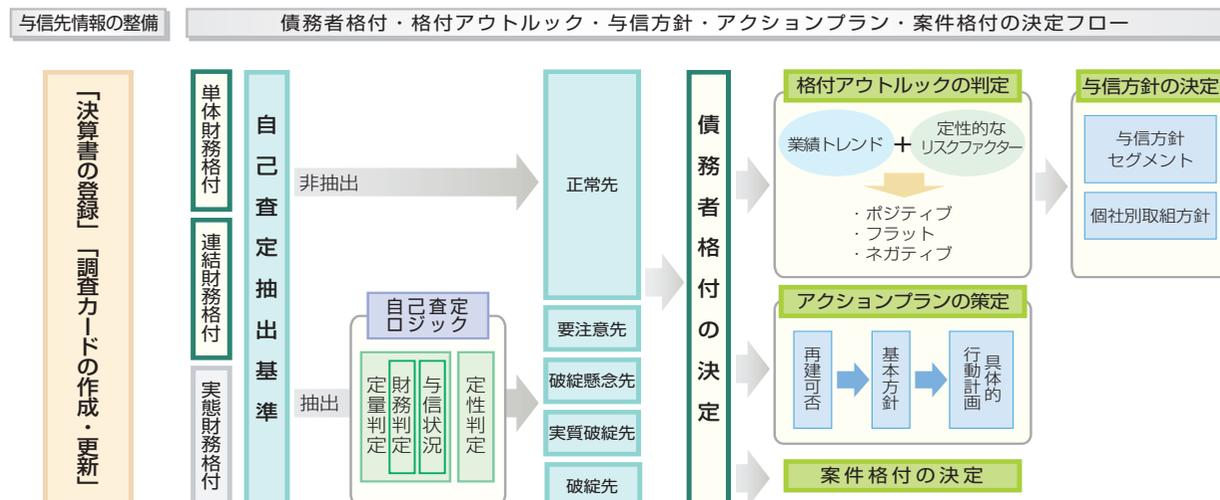 与信先情報の整備
債務者格付・格付アウトルック・与信方針・アクションプラン・案件格付の決定フロー
「決算書の登録」「調査カードの作成・更新」
単体財務格付
連結財務格付
実態財務格付
自己査定抽出基準
非抽出
抽出
自己査定
ロジック
定量判定
財務判定
与信状況
定性判定
正常先
要注意先
破綻懸念先
実質破綻先
破綻先
債務者格付の決定
格付アウトルックの判定
業績トレンド
+
定性的な
リスクファクター
・ポジティブ
・フラット
・ネガティブ
アクションプランの策定
再建可否
基本方針
具体的
行動計画
案件格付の決定
与信方針の決定
与信方針
セグメント
個社別取組方針